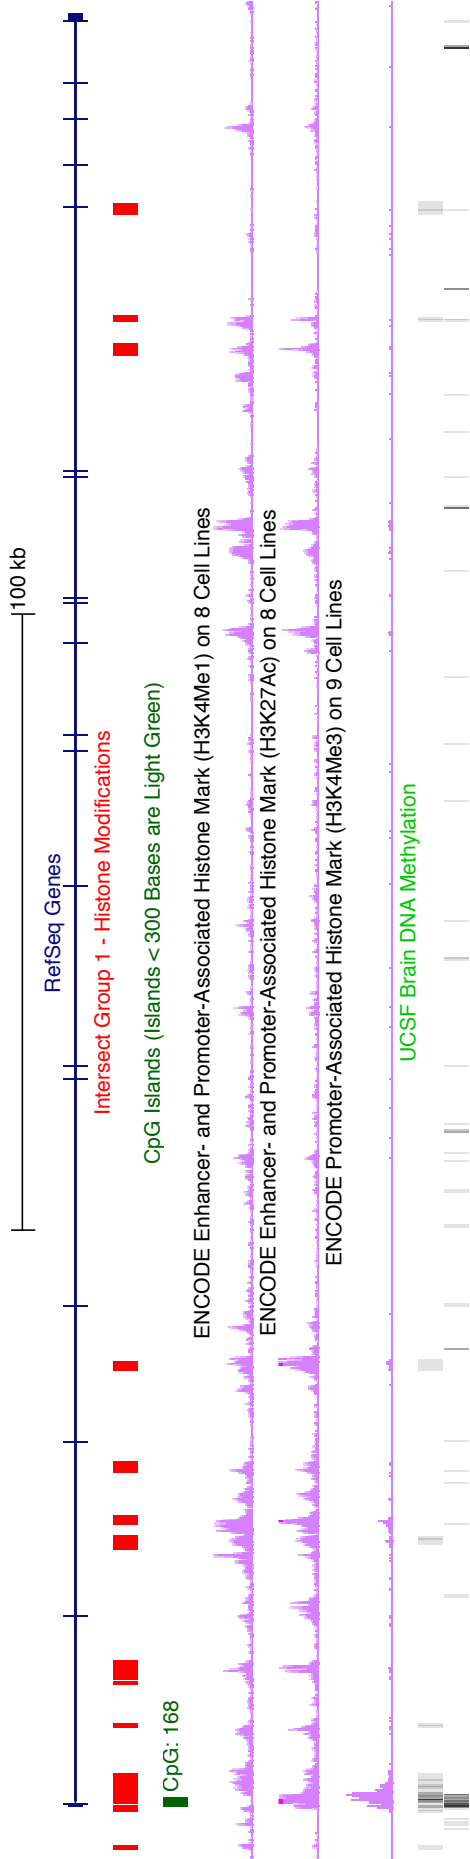 100 kb
RefSeq Genes
Intersect Group 1 - Histone Modifications
CpG Islands (Islands < 300 Bases are Light Green)
CpG: 168
ENCODE Enhancer- and Promoter-Associated Histone Mark (H3K4Me1) on 8 Cell Lines
ENCODE Enhancer- and Promoter-Associated Histone Mark (H3K27Ac) on 8 Cell Lines
ENCODE Promoter-Associated Histone Mark (H3K4Me3) on 9 Cell Lines
UCSF Brain DNA Methylation